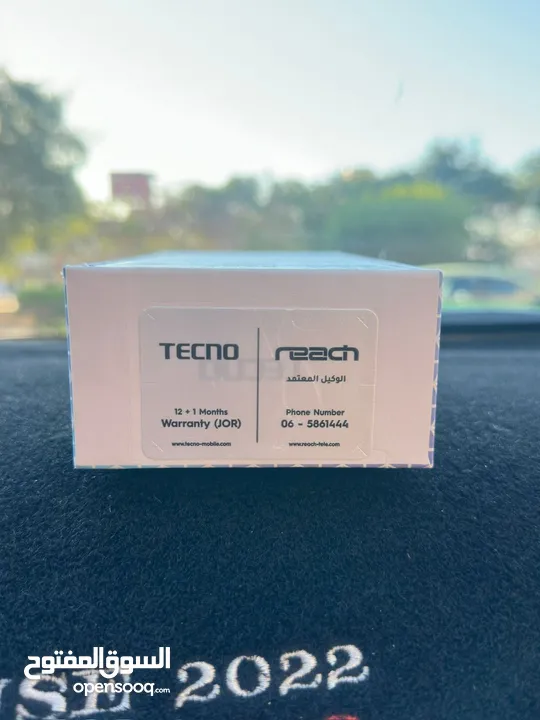 TECNO
12 + 1 Months
Warranty (JOR)
www.tecno-mobile.com
reach
الوكيل المعتمد
Phone Number
06 - 5861444
www.reach-tele.com
السوق المفتوح
opensooq.com
2022